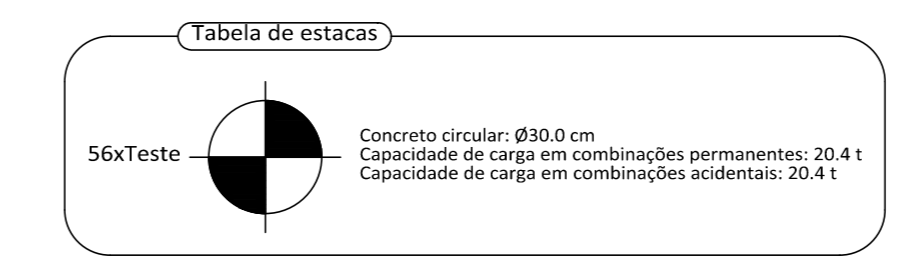 Tabela de estacas
56xTeste
Concreto circular: Ø30.0 cm
Capacidade de carga em combinações permanentes: 20.4 t
Capacidade de carga em combinações acidentais: 20.4 t